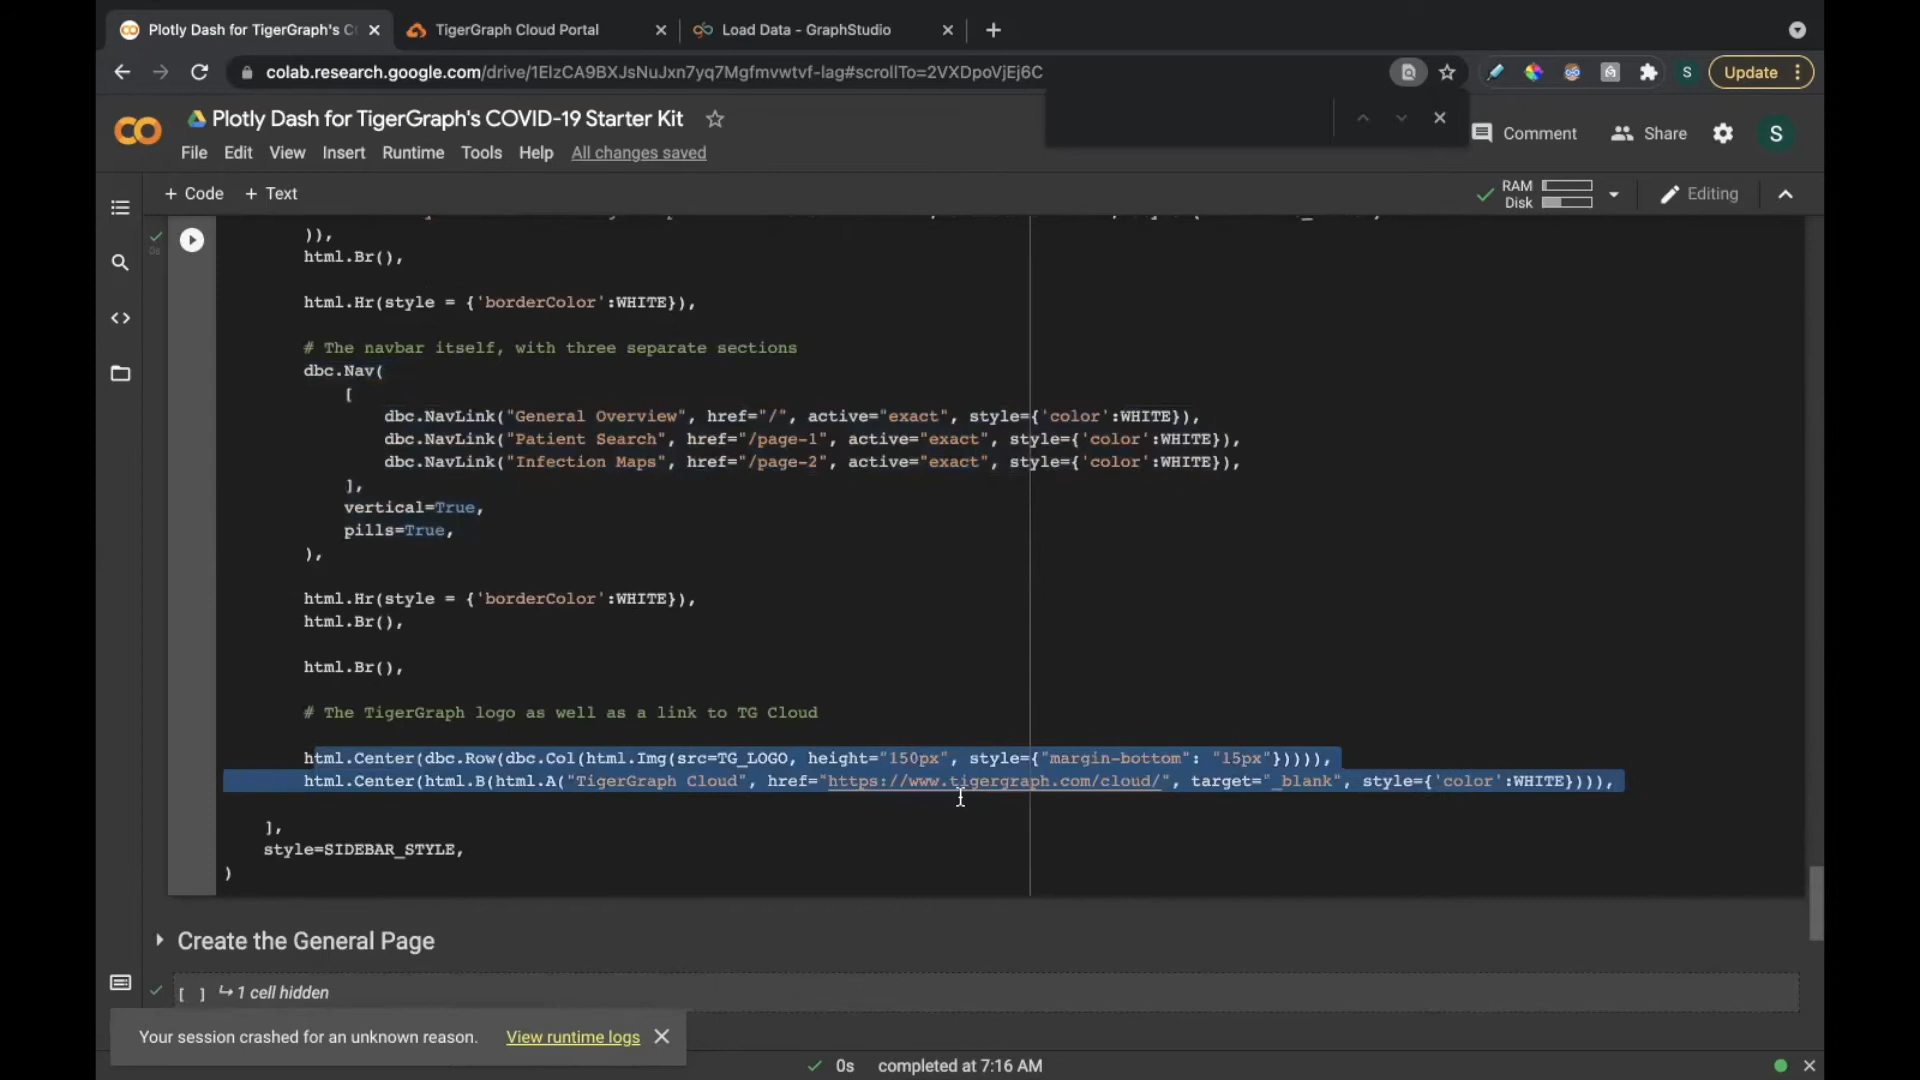 Plotly Dash for TigerGraph's C
TigerGraph Cloud Portal
Load Data - GraphStudio
colab.research.google.com/drive/1ElzCA9BXJsNuJxn7yq7Mgfmvwtvf-lag#scrollTo=2VXDpoVjEj6C
S
Update
Plotly Dash for TigerGraph's COVID-19 Starter Kit
Comment
Share
S
File Edit View Insert Runtime Tools Help All changes saved
+ Code + Text
RAM
Disk
Editing
)),
html.Br(),
html.Hr(style = {'borderColor':WHITE}),
# The navbar itself, with three separate sections
dbc.Nav(
[
dbc.NavLink("General Overview", href="/", active="exact", style={'color':WHITE}),
dbc.NavLink("Patient Search", href="/page-1", active="exact", style={'color':WHITE}),
dbc.NavLink("Infection Maps", href="/page-2", active="exact", style={'color':WHITE}),
],
vertical=True,
pills=True,
),
html.Hr(style = {'borderColor':WHITE}),
html.Br(),
html.Br(),
# The TigerGraph logo as well as a link to TG Cloud
html.Center(dbc.Row(dbc.Col(html.Img(src=TG_LOGO, height="150px", style={"margin-bottom": "15px"})))),
html.Center(html.B(html.A("TigerGraph Cloud", href="https://www.tigergraph.com/cloud/", target="_blank", style={'color':WHITE}))),
],
style=SIDEBAR_STYLE,
)
Create the General Page
[ ] ↳ 1 cell hidden
Your session crashed for an unknown reason. View runtime logs
0s completed at 7:16 AM